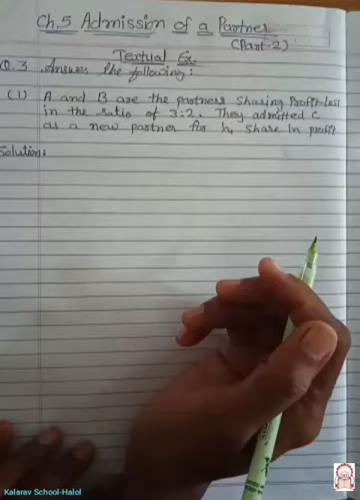 Ch.5 Admission of a Partner
(Part-2)
Textual Ex.
Q.3 Answer the following:
(1) A and B are the partners sharing Profit-Loss
in the ratio of 3:2. They admitted C
as a new partner for 1/4 share in profit
Solution:
Kalarav School-Halol